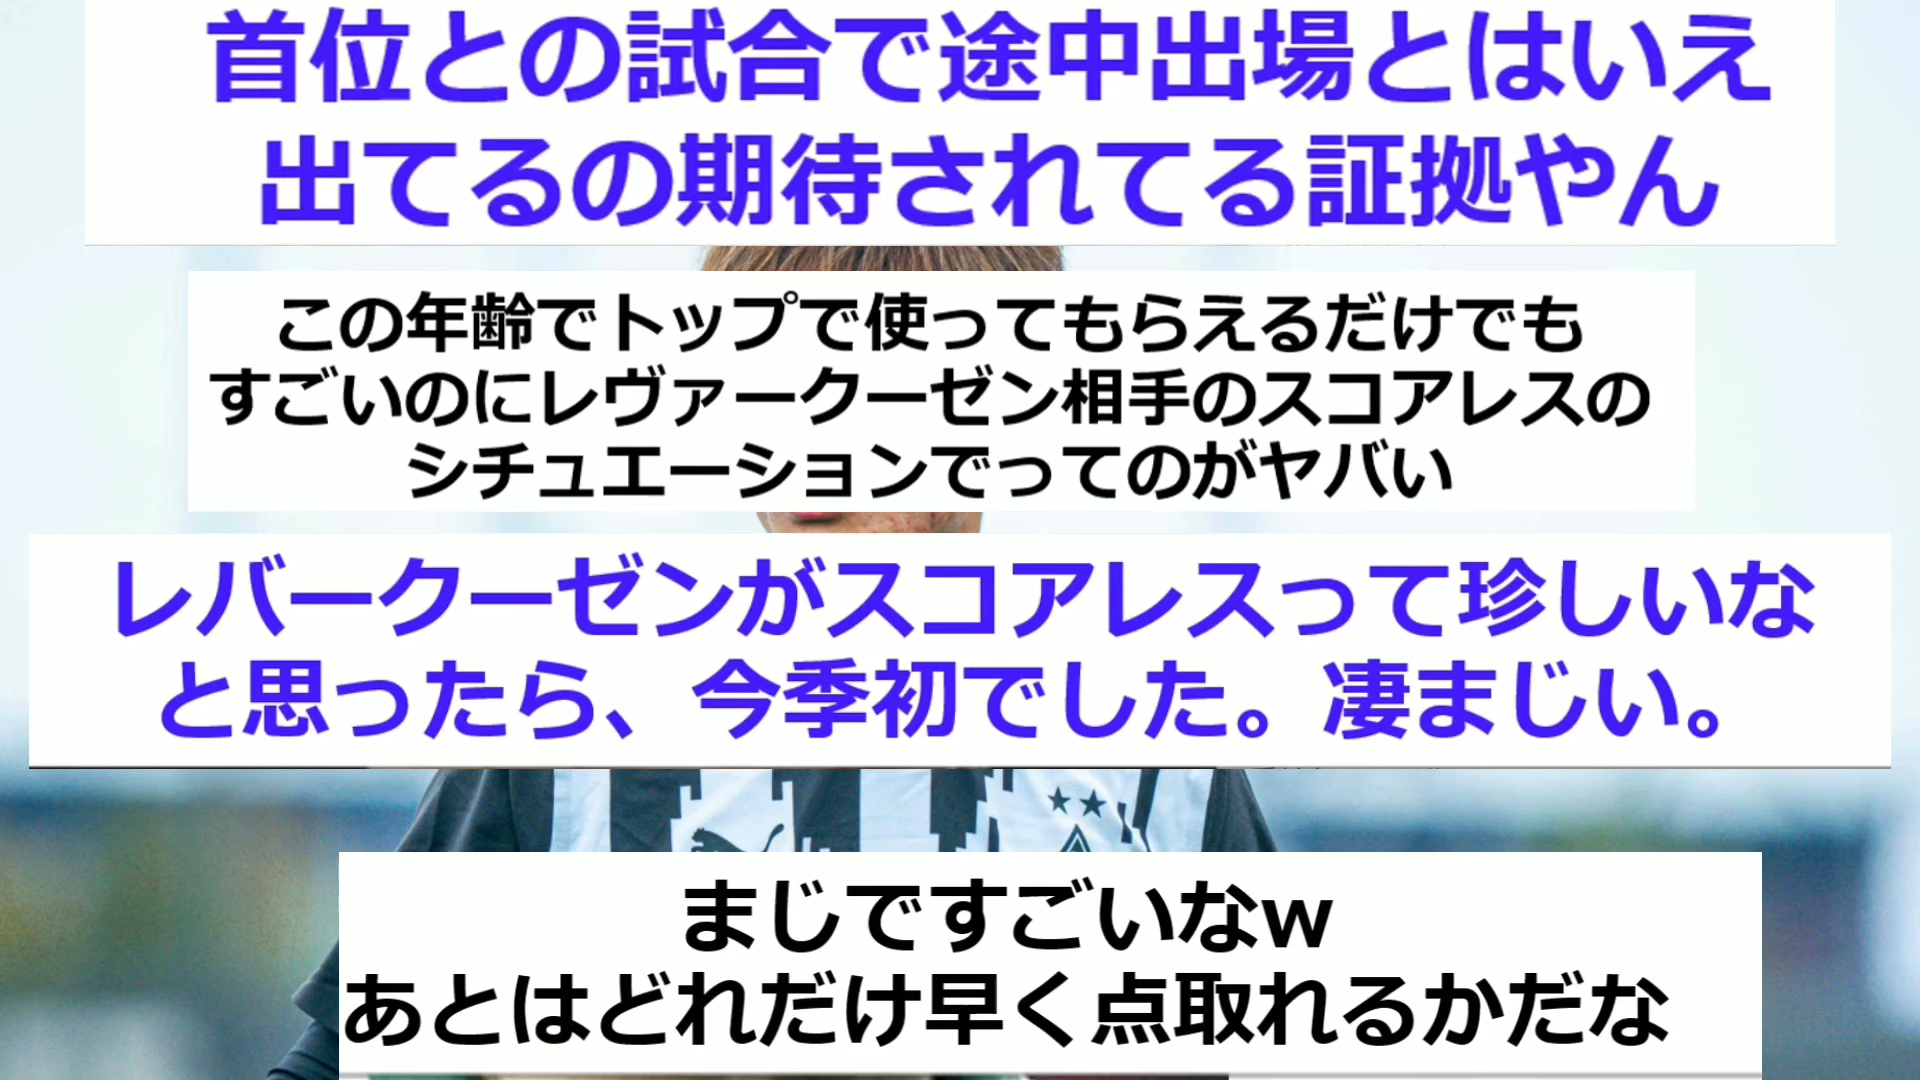 首位との試合で途中出場とはいえ
出てるの期待されてる証拠やん
この年齢でトップで使ってもらえるだけでも
すごいのにレヴァークーゼン相手のスコアレスの
シチュエーションでってのがヤバい
レバークーゼンがスコアレスって珍しいな
と思ったら、今季初でした。凄まじい。
まじですごいなw
あとはどれだけ早く点取れるかだな